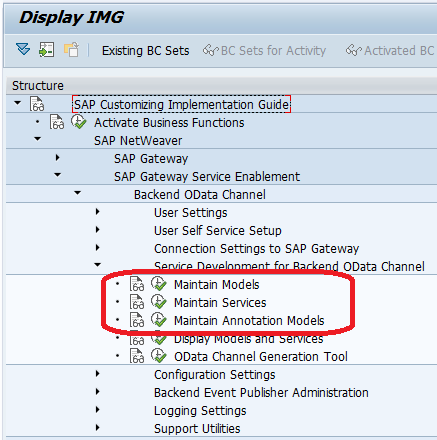 Display IMG
Existing BC Sets BC Sets for Activity Activated BC
Structure
SAP Customizing Implementation Guide
Activate Business Functions
SAP NetWeaver
SAP Gateway
SAP Gateway Service Enablement
Backend OData Channel
User Settings
User Self Service Setup
Connection Settings to SAP Gateway
Service Development for Backend OData Channel
Maintain Models
Maintain Services
Maintain Annotation Models
Display Models and Services
OData Channel Generation Tool
Configuration Settings
Backend Event Publisher Administration
Logging Settings
Support Utilities